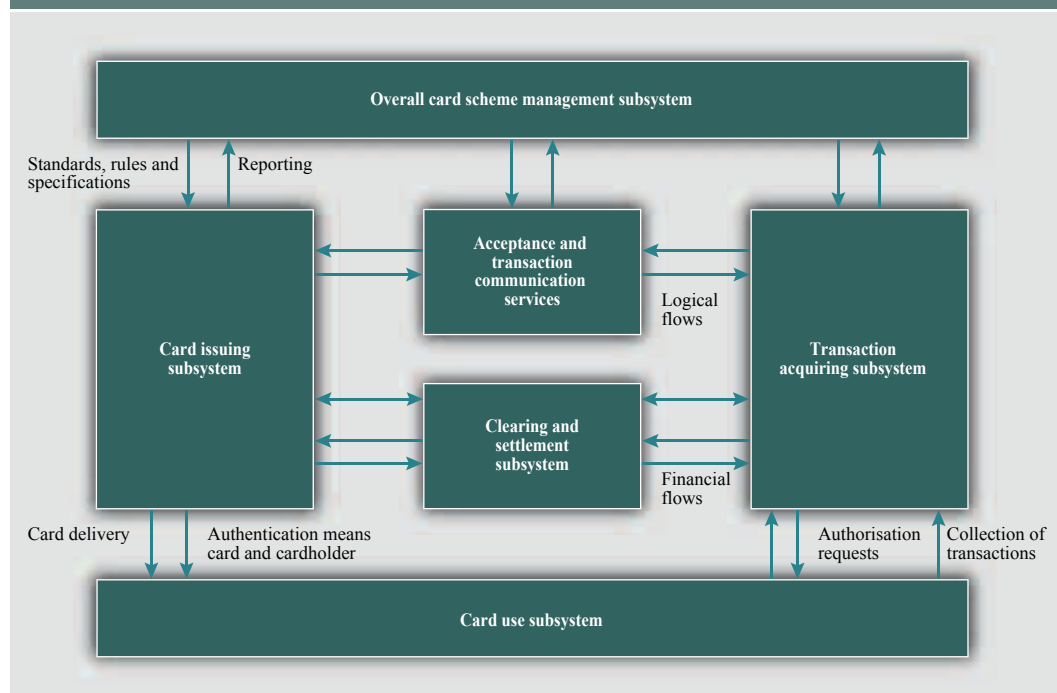 Overall card scheme management subsystem
Standards, rules and
specifications
Reporting
Acceptance and
transaction
communication
services
Logical
flows
Card issuing
subsystem
Transaction
acquiring subsystem
Clearing and
settlement
subsystem
Financial
flows
Card delivery
Authentication means
card and cardholder
Authorisation
requests
Collection of
transactions
Card use subsystem